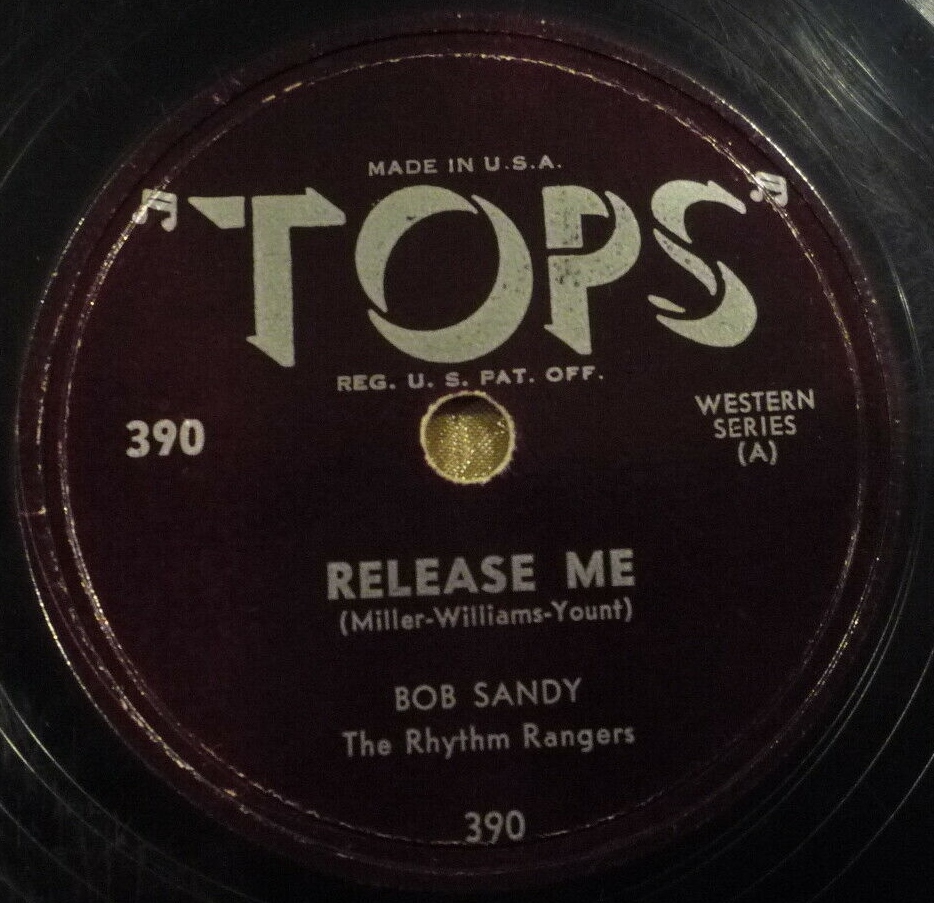 MADE IN U.S.A.
"TOPS"
REG. U. S. PAT. OFF.
390
WESTERN
SERIES
(A)
RELEASE ME
(Miller-Williams-Yount)
BOB SANDY
The Rhythm Rangers
390